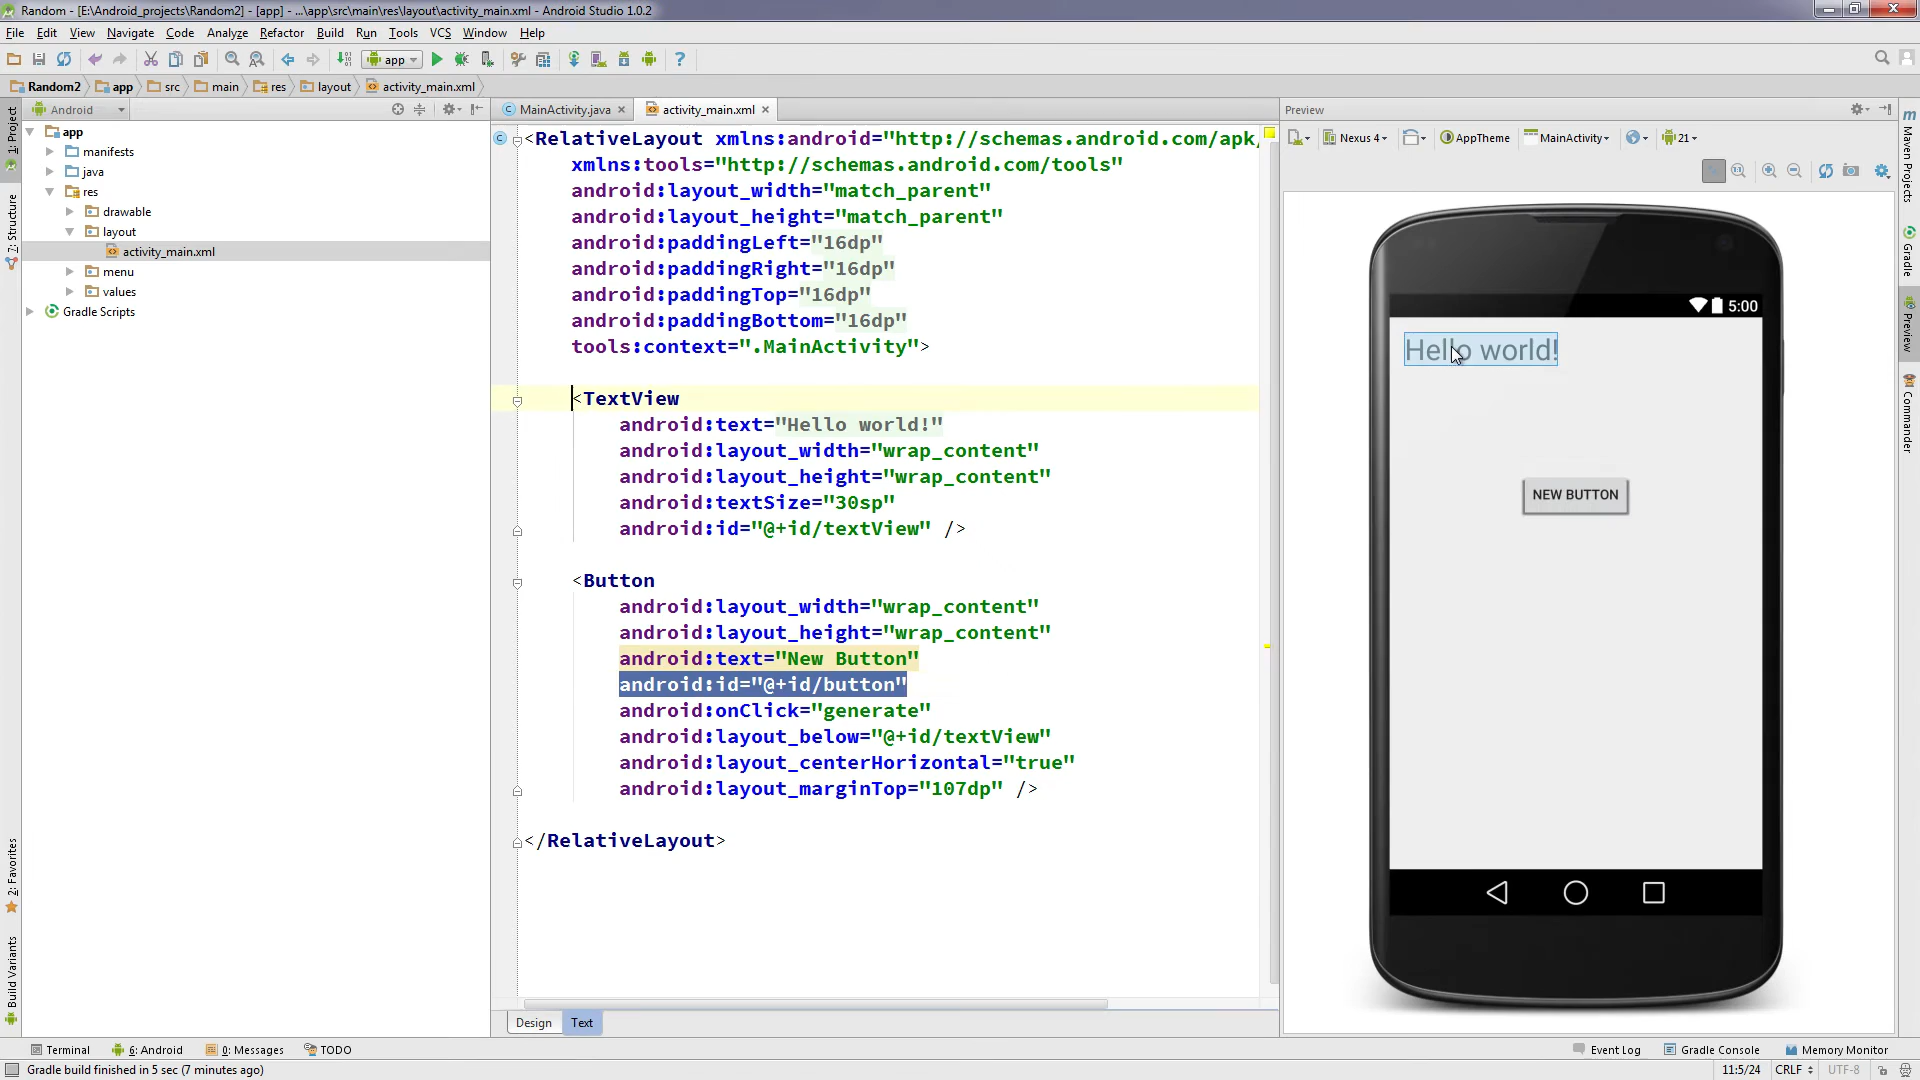 Random - [E:\Android_projects\Random2] - [app] - ...\app\src\main\res\layout\activity_main.xml - Android Studio 1.0.2
File Edit View Navigate Code Analyze Refactor Build Run Tools VCS Window Help
app
Random2 app src main res layout activity_main.xml
Android
MainActivity.java activity_main.xml
Preview
Nexus 4 AppTheme MainActivity 21
1: Project
7: Structure
2: Favorites
Build Variants
app
manifests
java
res
drawable
layout
activity_main.xml
menu
values
Gradle Scripts
<RelativeLayout xmlns:android="http://schemas.android.com/apk/
xmlns:tools="http://schemas.android.com/tools"
android:layout_width="match_parent"
android:layout_height="match_parent"
android:paddingLeft="16dp"
android:paddingRight="16dp"
android:paddingTop="16dp"
android:paddingBottom="16dp"
tools:context=".MainActivity">
<TextView
android:text="Hello world!"
android:layout_width="wrap_content"
android:layout_height="wrap_content"
android:textSize="30sp"
android:id="@+id/textView" />
<Button
android:layout_width="wrap_content"
android:layout_height="wrap_content"
android:text="New Button"
android:id="@+id/button"
android:onClick="generate"
android:layout_below="@+id/textView"
android:layout_centerHorizontal="true"
android:layout_marginTop="107dp" />
</RelativeLayout>
Design Text
5:00
Hello world!
NEW BUTTON
Maven Projects
Gradle
Preview
Commander
Terminal 6: Android 0: Messages TODO Event Log Gradle Console Memory Monitor
Gradle build finished in 5 sec (7 minutes ago) 11:5/24 CRLF UTF-8